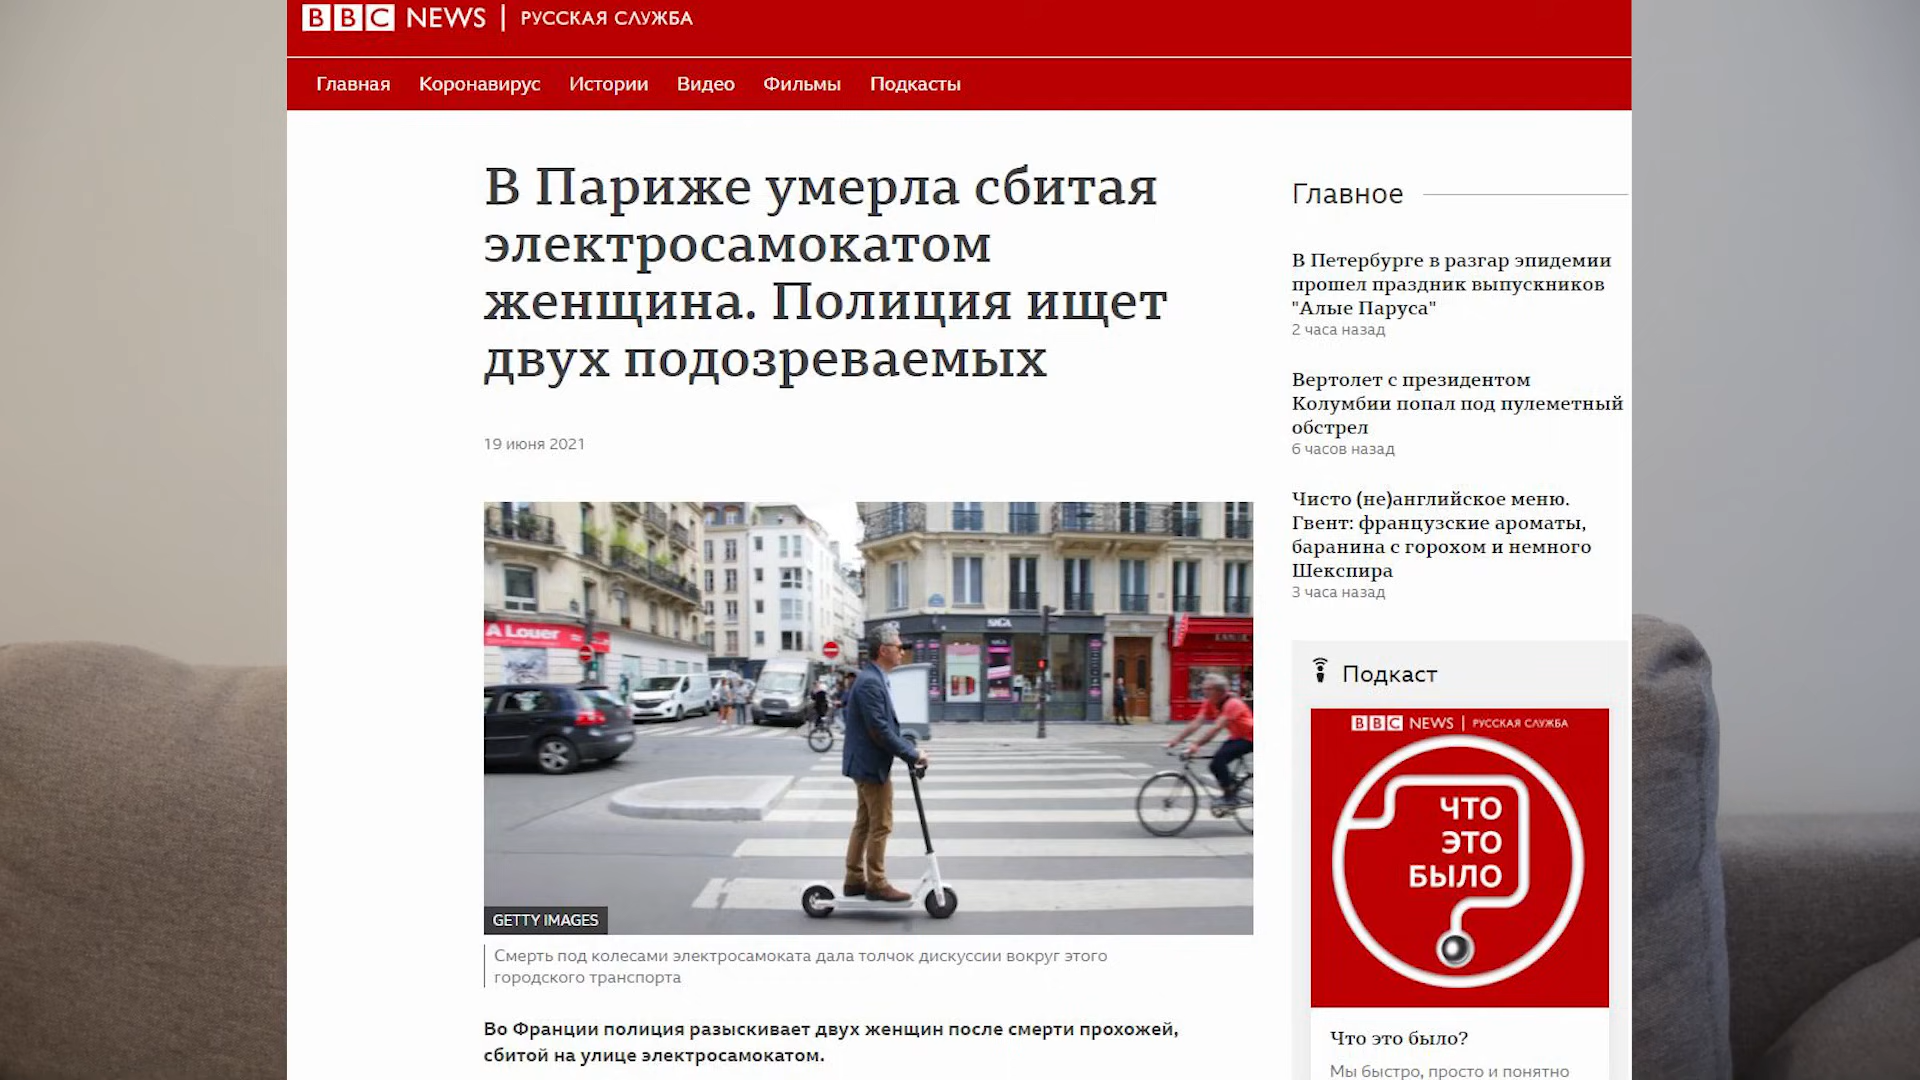 BBC NEWS | РУССКАЯ СЛУЖБА
Главная Коронавирус Истории Видео Фильмы Подкасты
В Париже умерла сбитая
электросамокатом
женщина. Полиция ищет
двух подозреваемых
19 июня 2021
A Louer
GETTY IMAGES
Смерть под колесами электросамоката дала толчок дискуссии вокруг этого
городского транспорта
Во Франции полиция разыскивает двух женщин после смерти прохожей,
сбитой на улице электросамокатом.
Главное
В Петербурге в разгар эпидемии
прошел праздник выпускников
"Алые Паруса"
2 часа назад
Вертолет с президентом
Колумбии попал под пулеметный
обстрел
6 часов назад
Чисто (не)английское меню.
Гвент: французские ароматы,
баранина с горохом и немного
Шекспира
3 часа назад
Подкаст
BBC NEWS | РУССКАЯ СЛУЖБА
ЧТО
ЭТО
БЫЛО
Что это было?
Мы быстро, просто и понятно